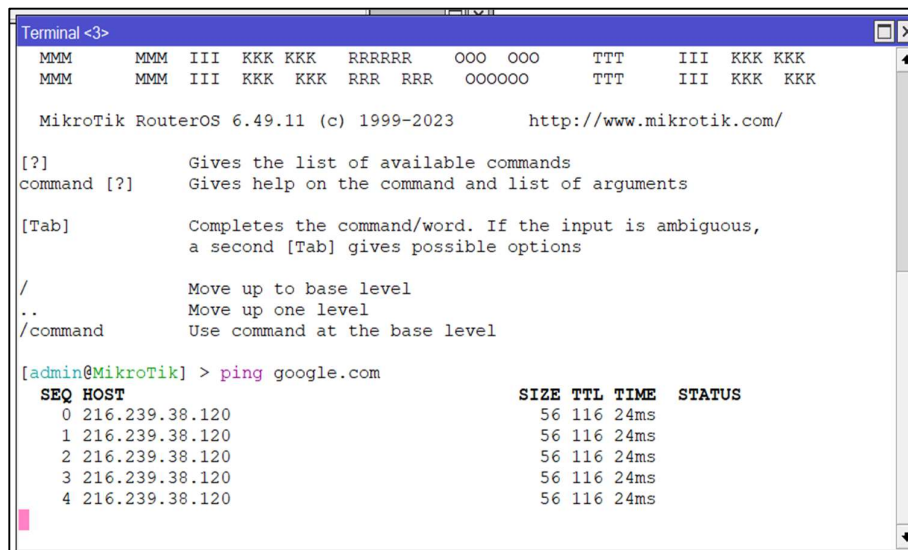 Terminal <3>
MMM MMM III KKK KKK RRRRRR OOO OOO TTT III KKK KKK
MMM MMM III KKK KKK RRR RRR OOOOOO TTT III KKK KKK
MikroTik RouterOS 6.49.11 (c) 1999-2023 http://www.mikrotik.com/
[?] Gives the list of available commands
command [?] Gives help on the command and list of arguments
[Tab] Completes the command/word. If the input is ambiguous,
a second [Tab] gives possible options
/ Move up to base level
.. Move up one level
/command Use command at the base level
[admin@MikroTik] > ping google.com
SEQ HOST SIZE TTL TIME STATUS
0 216.239.38.120 56 116 24ms
1 216.239.38.120 56 116 24ms
2 216.239.38.120 56 116 24ms
3 216.239.38.120 56 116 24ms
4 216.239.38.120 56 116 24ms